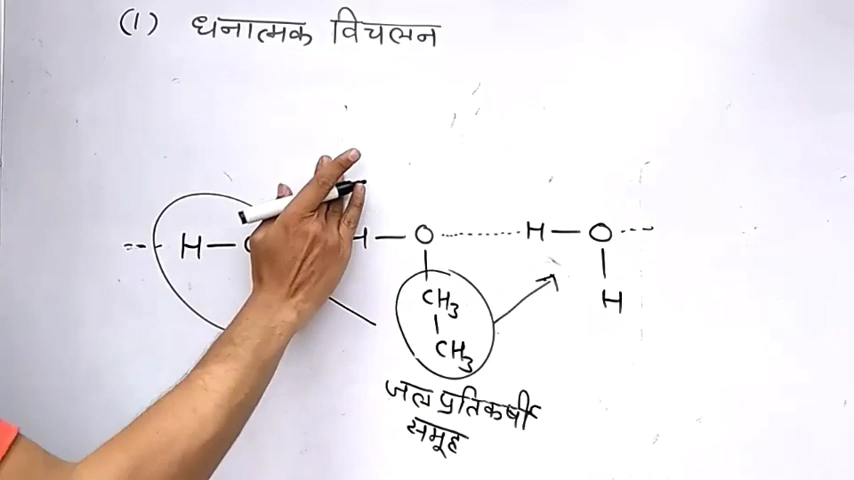 (1) धनात्मक विचलन
--- H — H — O ........ H — O ---
H
CH3
CH3
जल प्रतिकर्षी
समूह